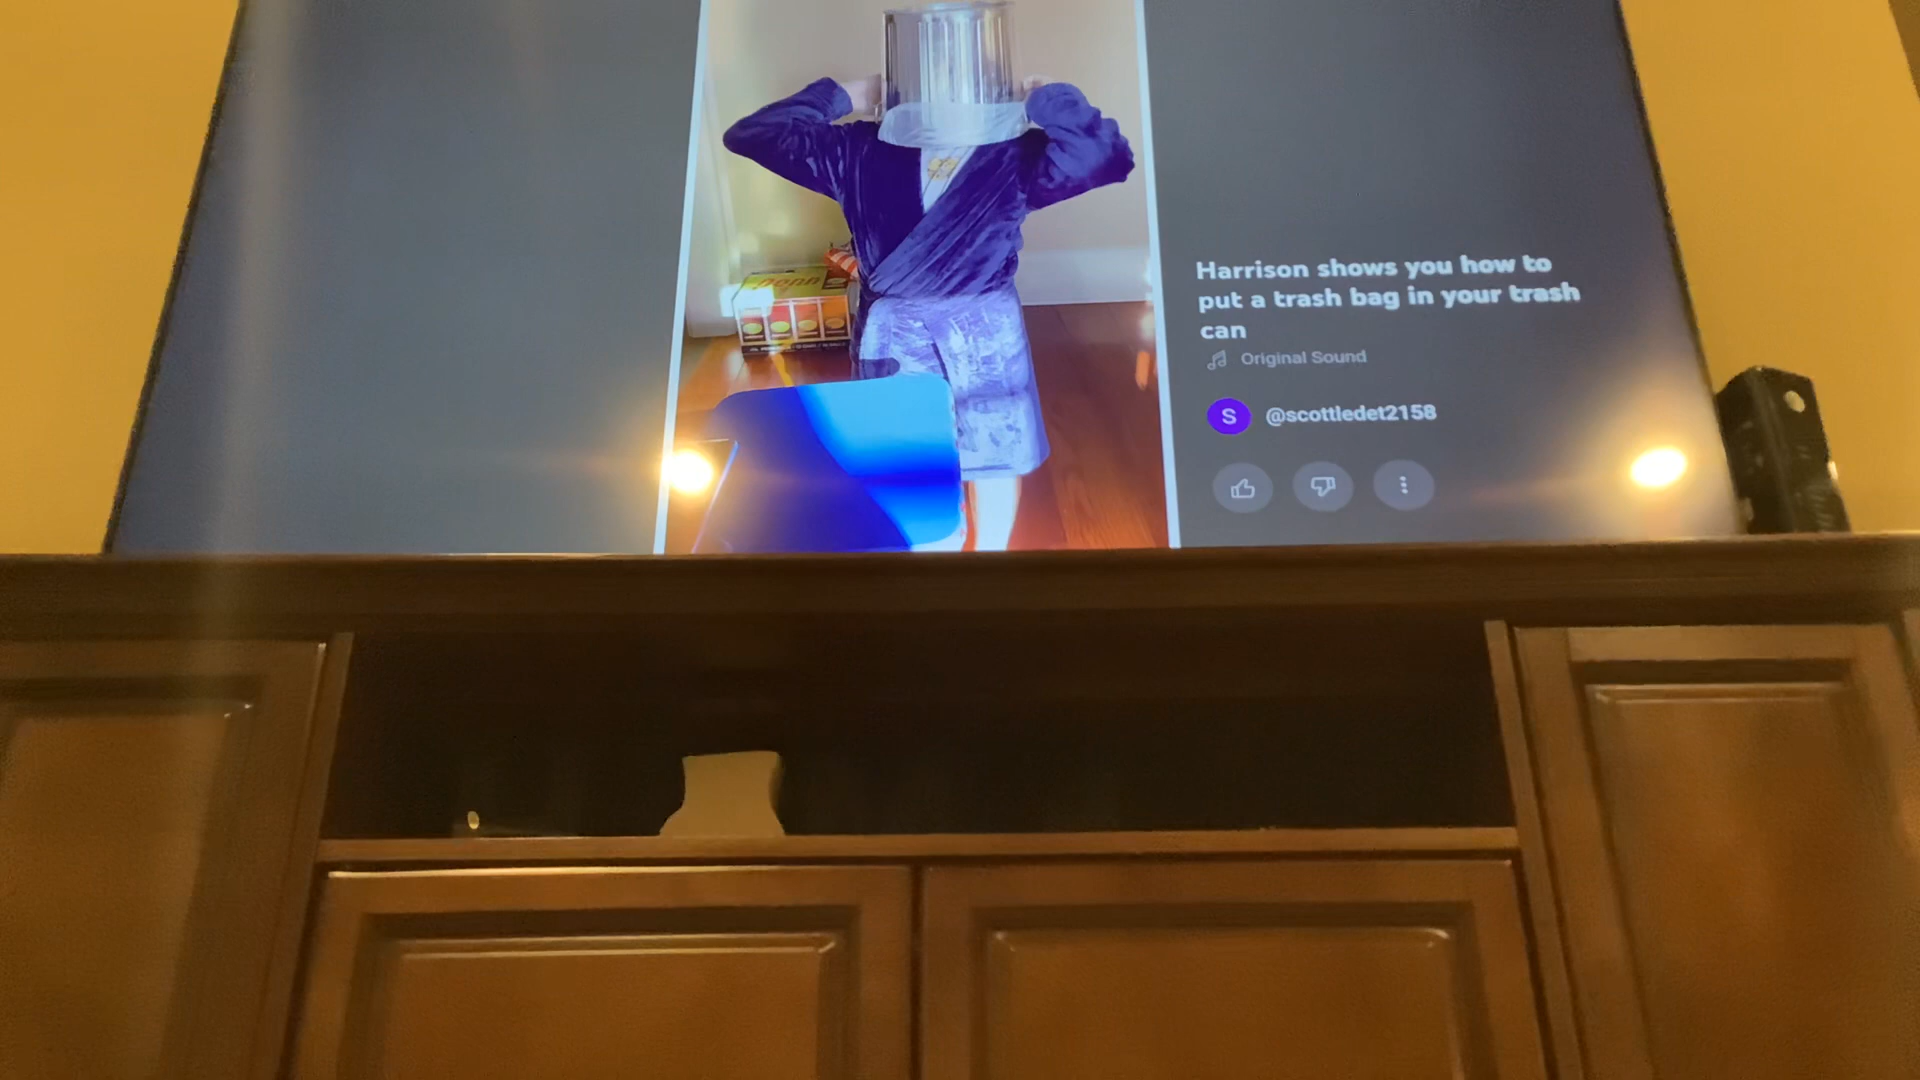 Harrison shows you how to
put a trash bag in your trash
can
Original Sound
S
@scottledet2158